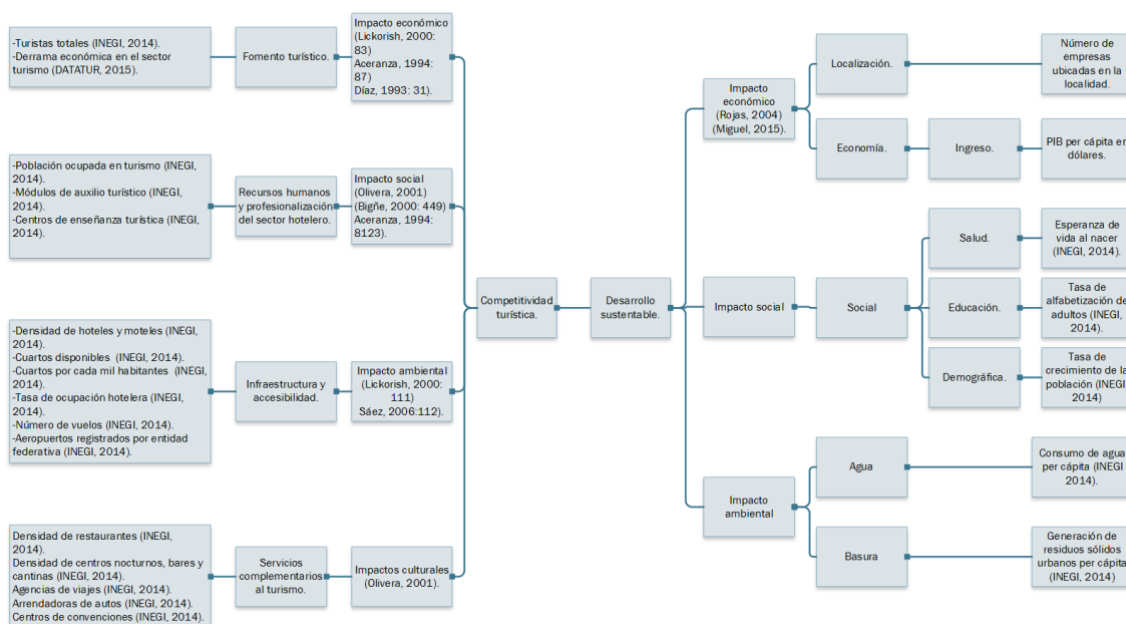 -Turistas totales (INEGI, 2014).
-Derrama económica en el sector
turismo (DATATUR, 2015).
Fomento turístico.
Impacto económico
(Lickorish, 2000:
83)
Aceranza, 1994:
87)
Díaz, 1993: 31).
-Población ocupada en turismo (INEGI,
2014).
-Módulos de auxilio turístico (INEGI,
2014).
-Centros de enseñanza turística (INEGI,
2014).
Recursos humanos
y profesionalización
del sector hotelero.
Impacto social
(Olivera, 2001)
(Bigñe, 2000: 449)
Aceranza, 1994:
8123).
-Densidad de hoteles y moteles (INEGI,
2014).
-Cuartos disponibles (INEGI, 2014).
-Cuartos por cada mil habitantes (INEGI,
2014).
-Tasa de ocupación hotelera (INEGI,
2014).
-Número de vuelos (INEGI, 2014).
-Aeropuertos registrados por entidad
federativa (INEGI, 2014).
Infraestructura y
accesibilidad.
Impacto ambiental
(Lickorish, 2000:
111)
Sáez, 2006:112).
Densidad de restaurantes (INEGI,
2014).
Densidad de centros nocturnos, bares y
cantinas (INEGI, 2014).
Agencias de viajes (INEGI, 2014).
Arrendadoras de autos (INEGI, 2014).
Centros de convenciones (INEGI, 2014).
Servicios
complementarios
al turismo.
Impactos culturales
(Olivera, 2001).
Competitividad
turística.
Desarrollo
sustentable.
Impacto
económico
(Rojas, 2004)
(Miguel, 2015).
Localización.
Número de
empresas
ubicadas en la
localidad.
Economía.
Ingreso.
PIB per cápita en
dólares.
Impacto social
Social
Salud.
Esperanza de
vida al nacer
(INEGI, 2014).
Educación.
Tasa de
alfabetización de
adultos (INEGI,
2014).
Demográfica.
Tasa de
crecimiento de la
población (INEGI
2014)
Impacto
ambiental
Agua
Consumo de agua
per cápita (INEGI
2014).
Basura
Generación de
residuos sólidos
urbanos per cápita
(INEGI, 2014)